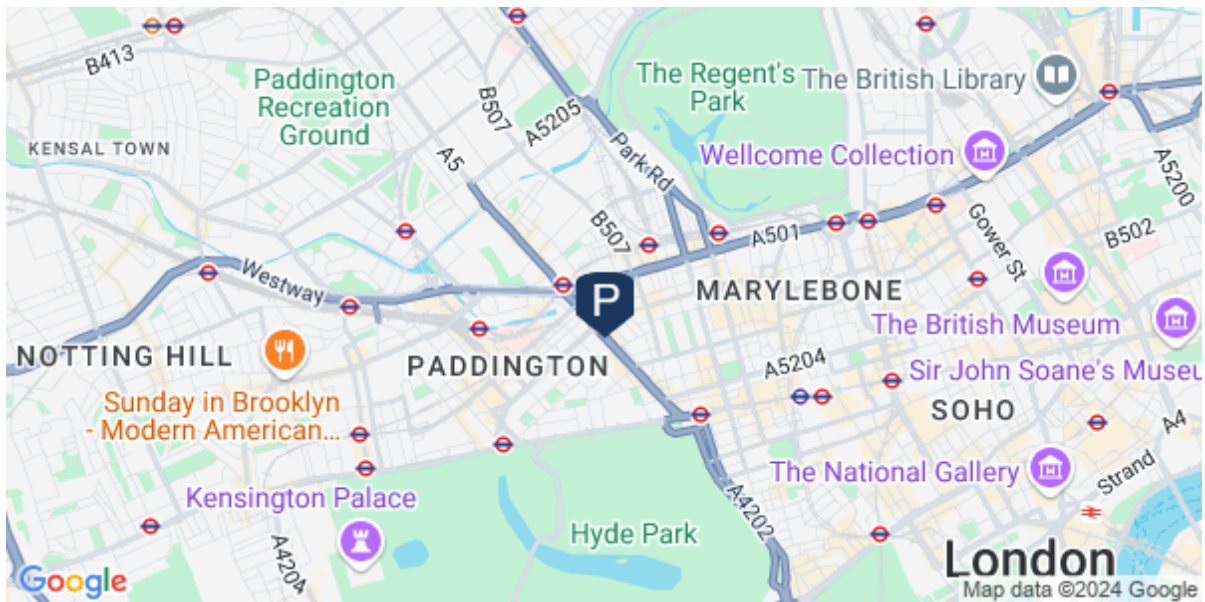 B413
Paddington
Recreation
Ground
B507
A5205
The Regent's
Park
The British Library
KENSAL TOWN
A5
Park Rd
Wellcome Collection
A5200
B507
A501
Gower St
B502
Westway
P
MARYLEBONE
The British Museum
NOTTING HILL
PADDINGTON
A5204
Sir John Soane's Museu
Sunday in Brooklyn
- Modern American...
SOHO
A4
The National Gallery
Strand
Kensington Palace
A4202
Hyde Park
A4204
London
Google
Map data ©2024 Google